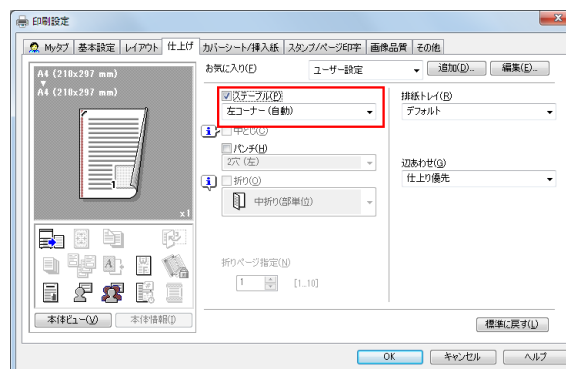 印刷設定
Myタブ 基本設定 レイアウト 仕上げ カバーシート/挿入紙 スタンプ/ページ印字 画像品質 その他
A4 (210x297 mm)
A4 (210x297 mm)
1
x1
本体ビュー(V) 本体情報(I)
お気に入り(F) ユーザー設定 追加(D)... 編集(E)...
ステープル(P)
左コーナー(自動)
中とじ(C)
パンチ(H)
2穴 (左)
折り(O)
中折り(部単位)
折りページ指定(N)
1 [1..10]
排紙トレイ(R)
デフォルト
辺あわせ(G)
仕上り優先
標準に戻す(L)
OK キャンセル ヘルプ